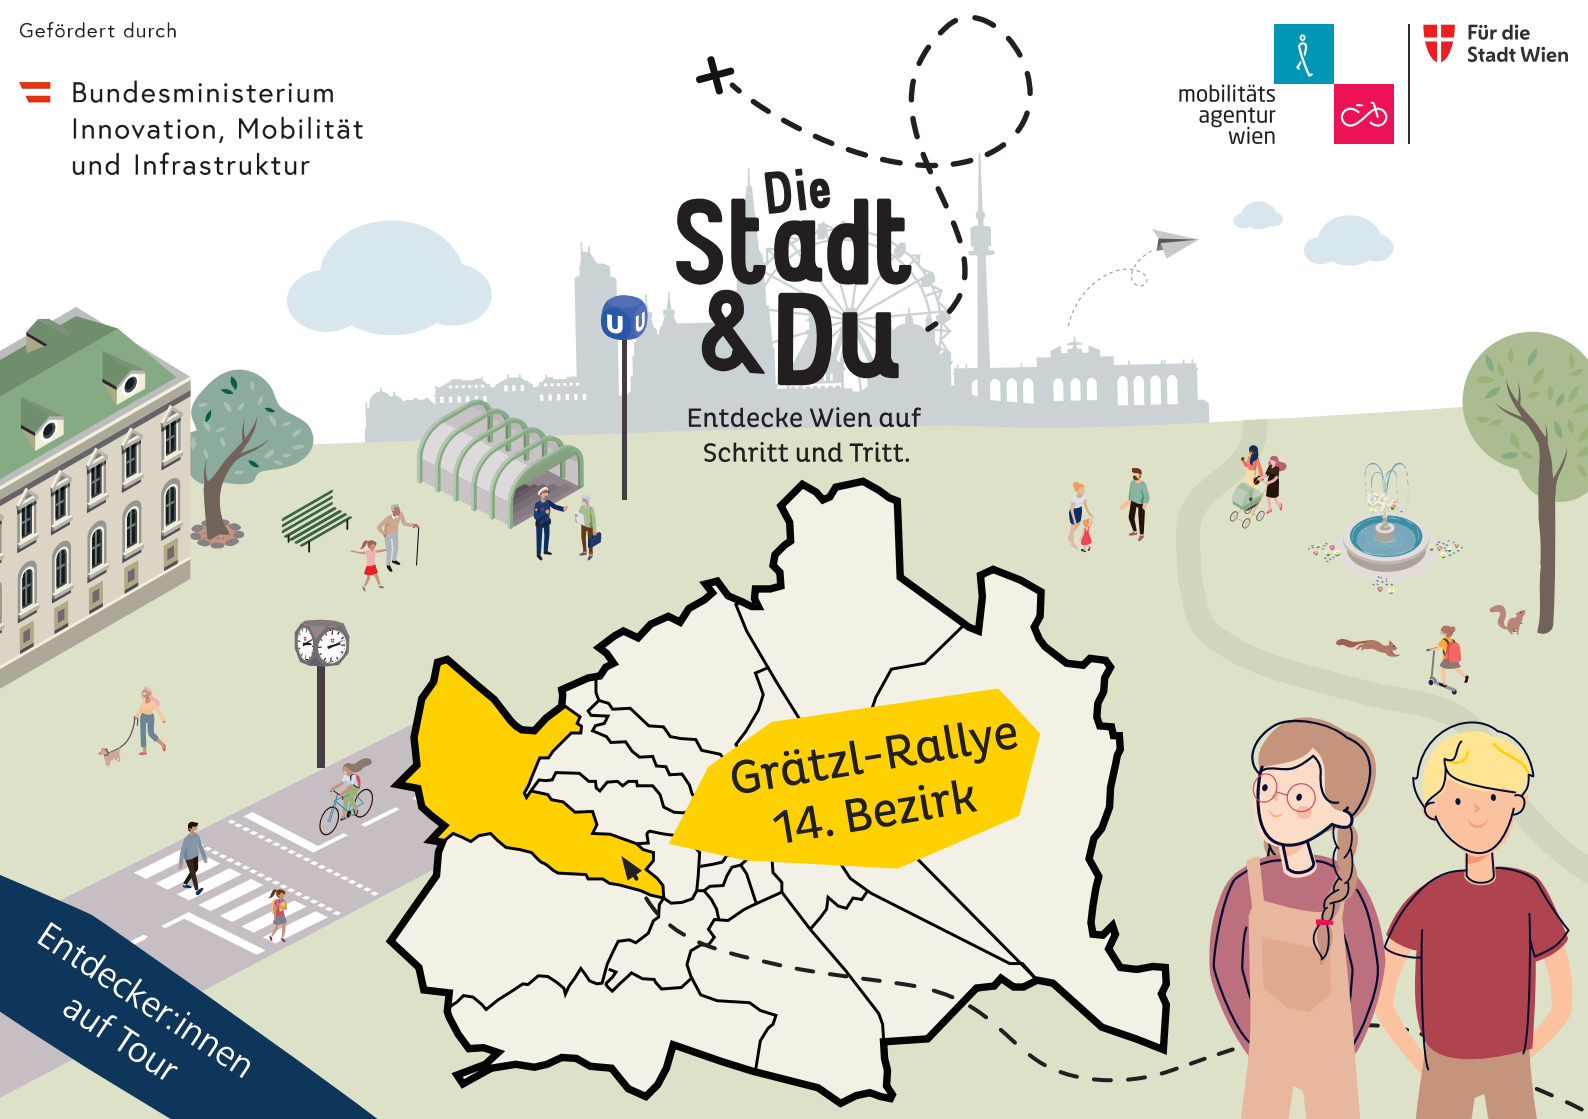 Gefördert durch
Bundesministerium
Innovation, Mobilität
und Infrastruktur
mobilitäts
agentur
wien
Für die
Stadt Wien
Die
Stadt
& Du
Entdecke Wien auf
Schritt und Tritt.
U U
Grätzl-Rallye
14. Bezirk
Entdecker:innen
auf Tour